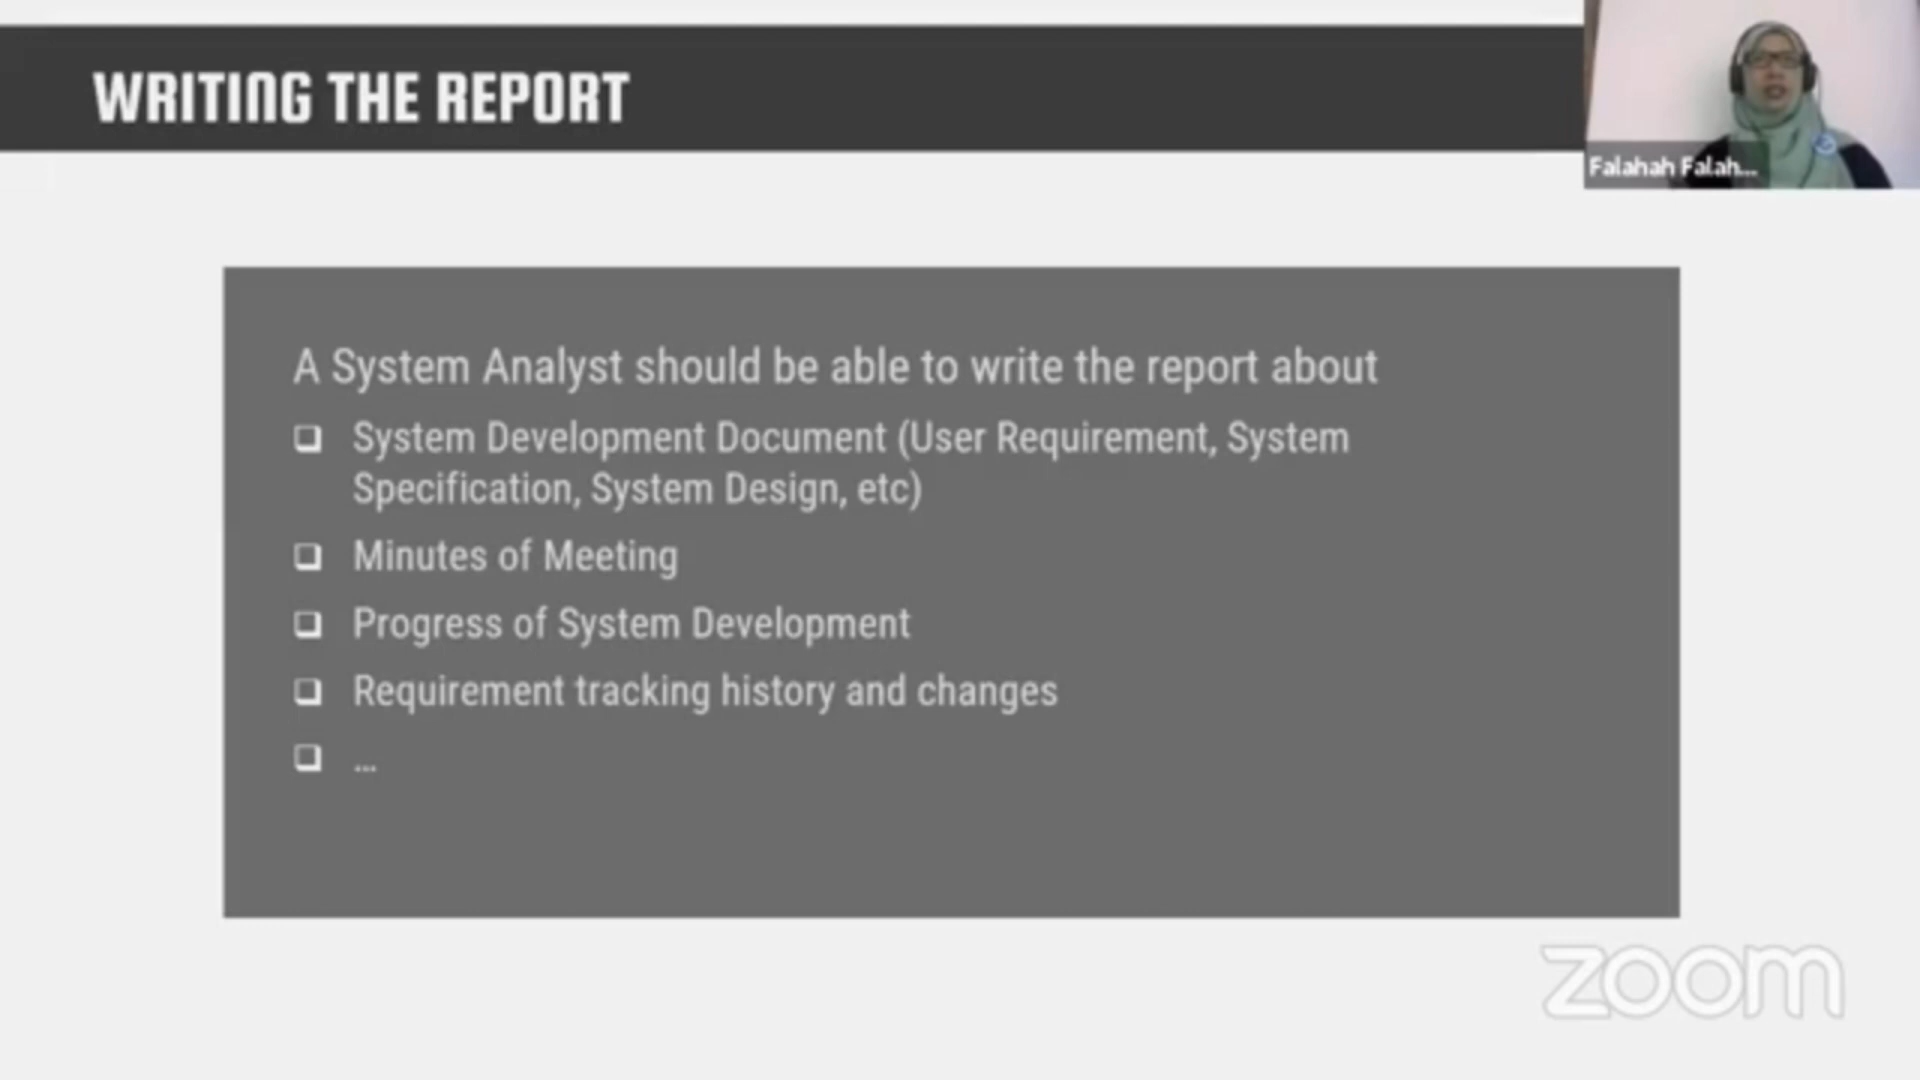 WRITING THE REPORT
Falahah Falah...
A System Analyst should be able to write the report about
❏ System Development Document (User Requirement, System
Specification, System Design, etc)
❏ Minutes of Meeting
❏ Progress of System Development
❏ Requirement tracking history and changes
❏ ...
zoom